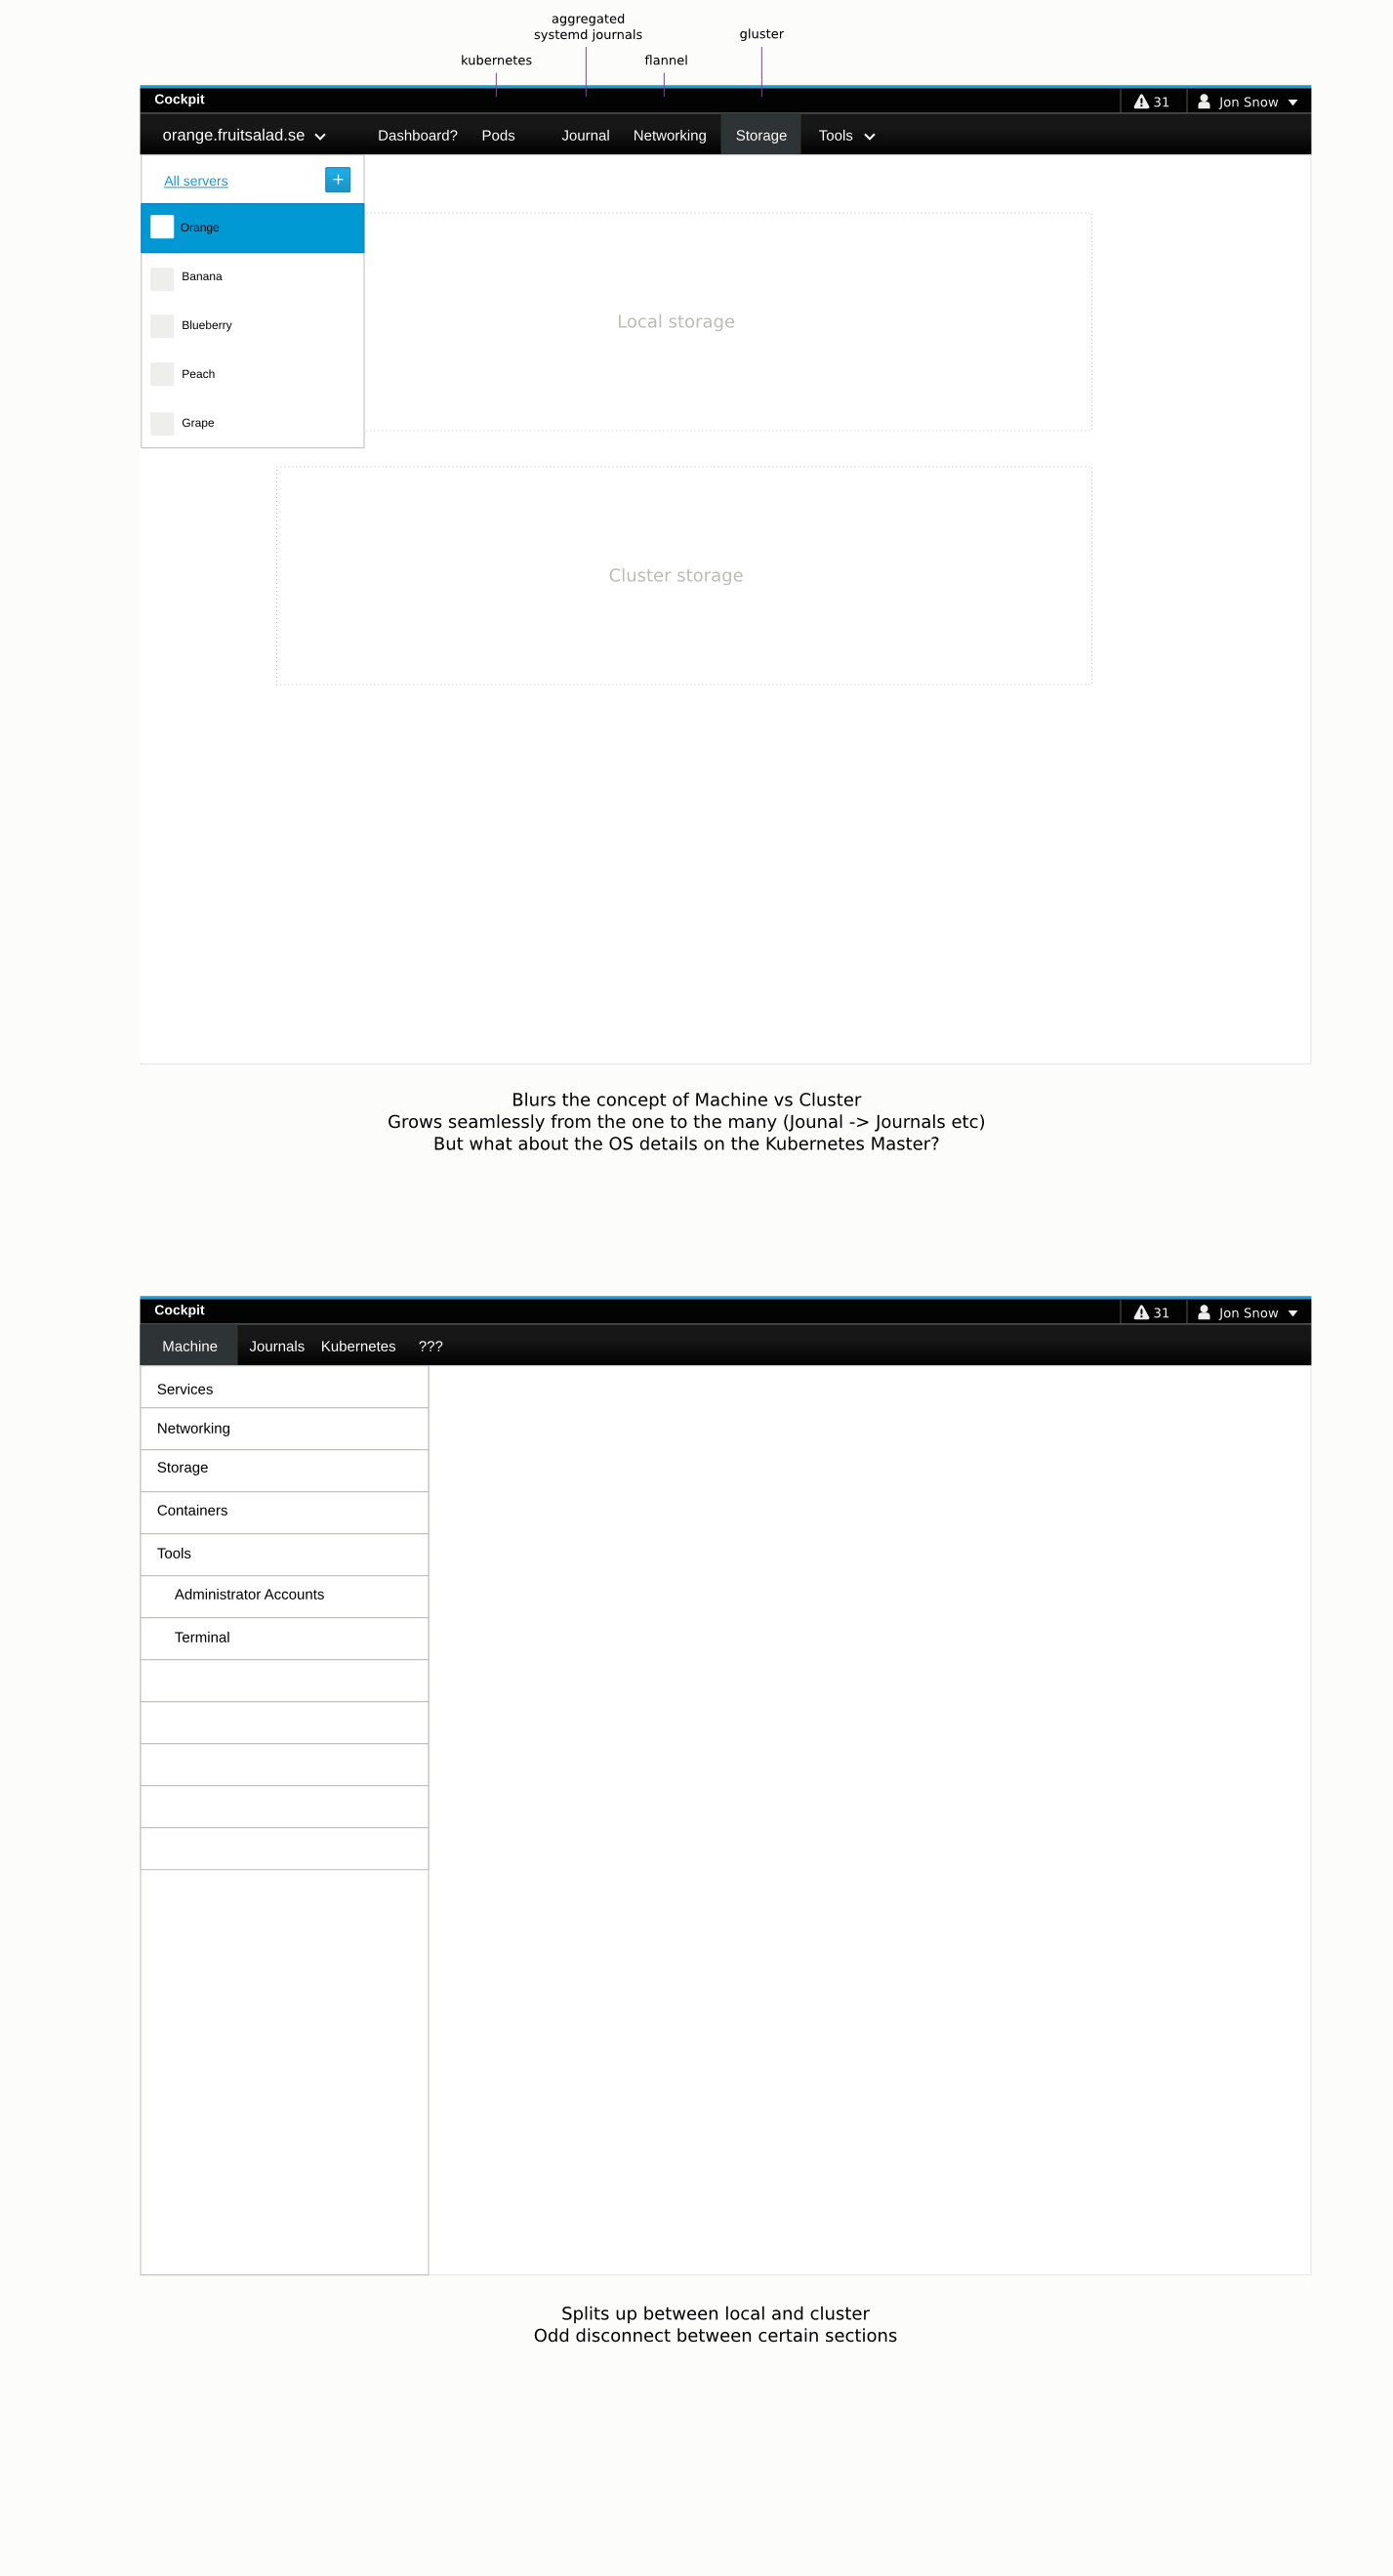 aggregated
systemd journals
gluster
kubernetes
flannel
Cockpit
31
Jon Snow
orange.fruitsalad.se
Dashboard?
Pods
Journal
Networking
Storage
Tools
All servers
+
Orange
Banana
Blueberry
Peach
Grape
Local storage
Cluster storage
Blurs the concept of Machine vs Cluster
Grows seamlessly from the one to the many (Jounal -> Journals etc)
But what about the OS details on the Kubernetes Master?
Cockpit
31
Jon Snow
Machine
Journals
Kubernetes
???
Services
Networking
Storage
Containers
Tools
Administrator Accounts
Terminal
Splits up between local and cluster
Odd disconnect between certain sections